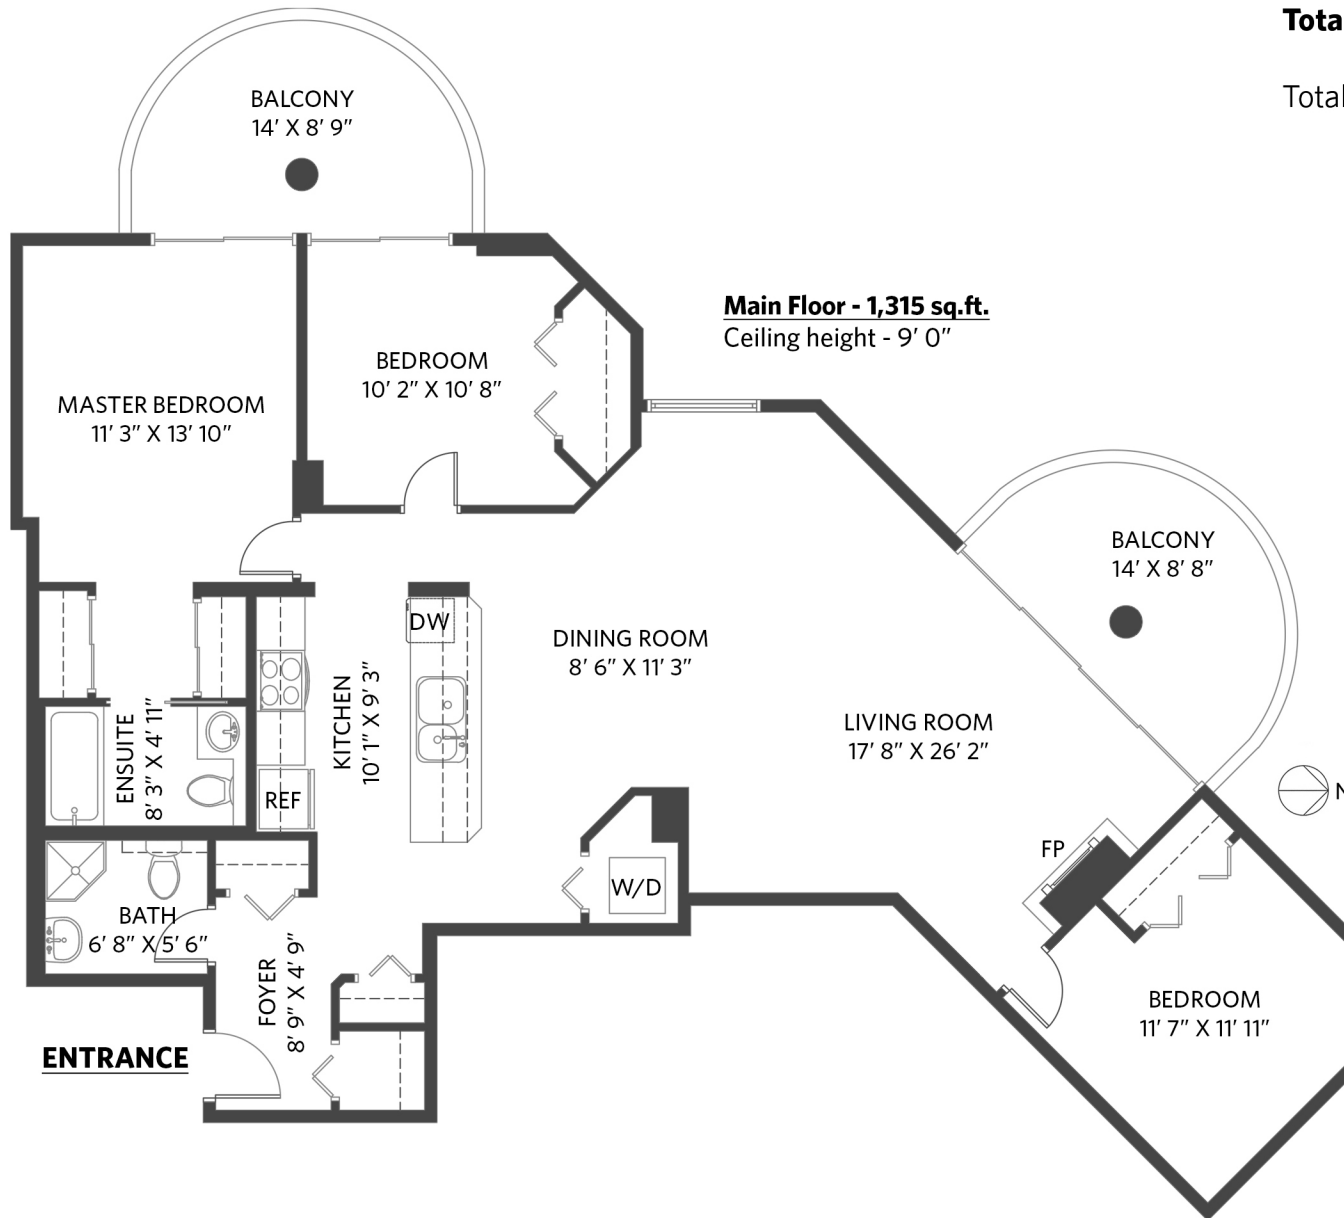 Tota
Total
BALCONY
14' X 8' 9"
Main Floor - 1,315 sq.ft.
Ceiling height - 9' 0"
BEDROOM
10' 2" X 10' 8"
MASTER BEDROOM
11' 3" X 13' 10"
BALCONY
14' X 8' 8"
DW
DINING ROOM
8' 6" X 11' 3"
KITCHEN
10' 1" X 9' 3"
LIVING ROOM
17' 8" X 26' 2"
ENSUITE
8' 3" X 4' 11"
REF
N
FP
W/D
BATH
6' 8" X 5' 6"
FOYER
8' 9" X 4' 9"
BEDROOM
11' 7" X 11' 11"
ENTRANCE